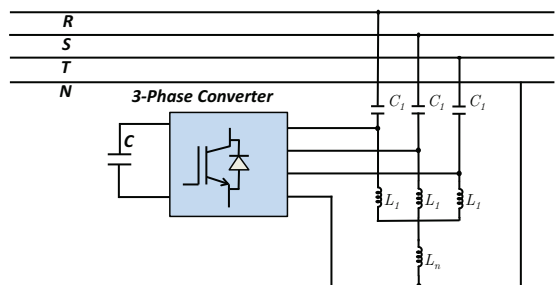 R
S
T
N
3-Phase Converter
C
C₁ C₁ C₁
L₁ L₁ L₁
Lₙ